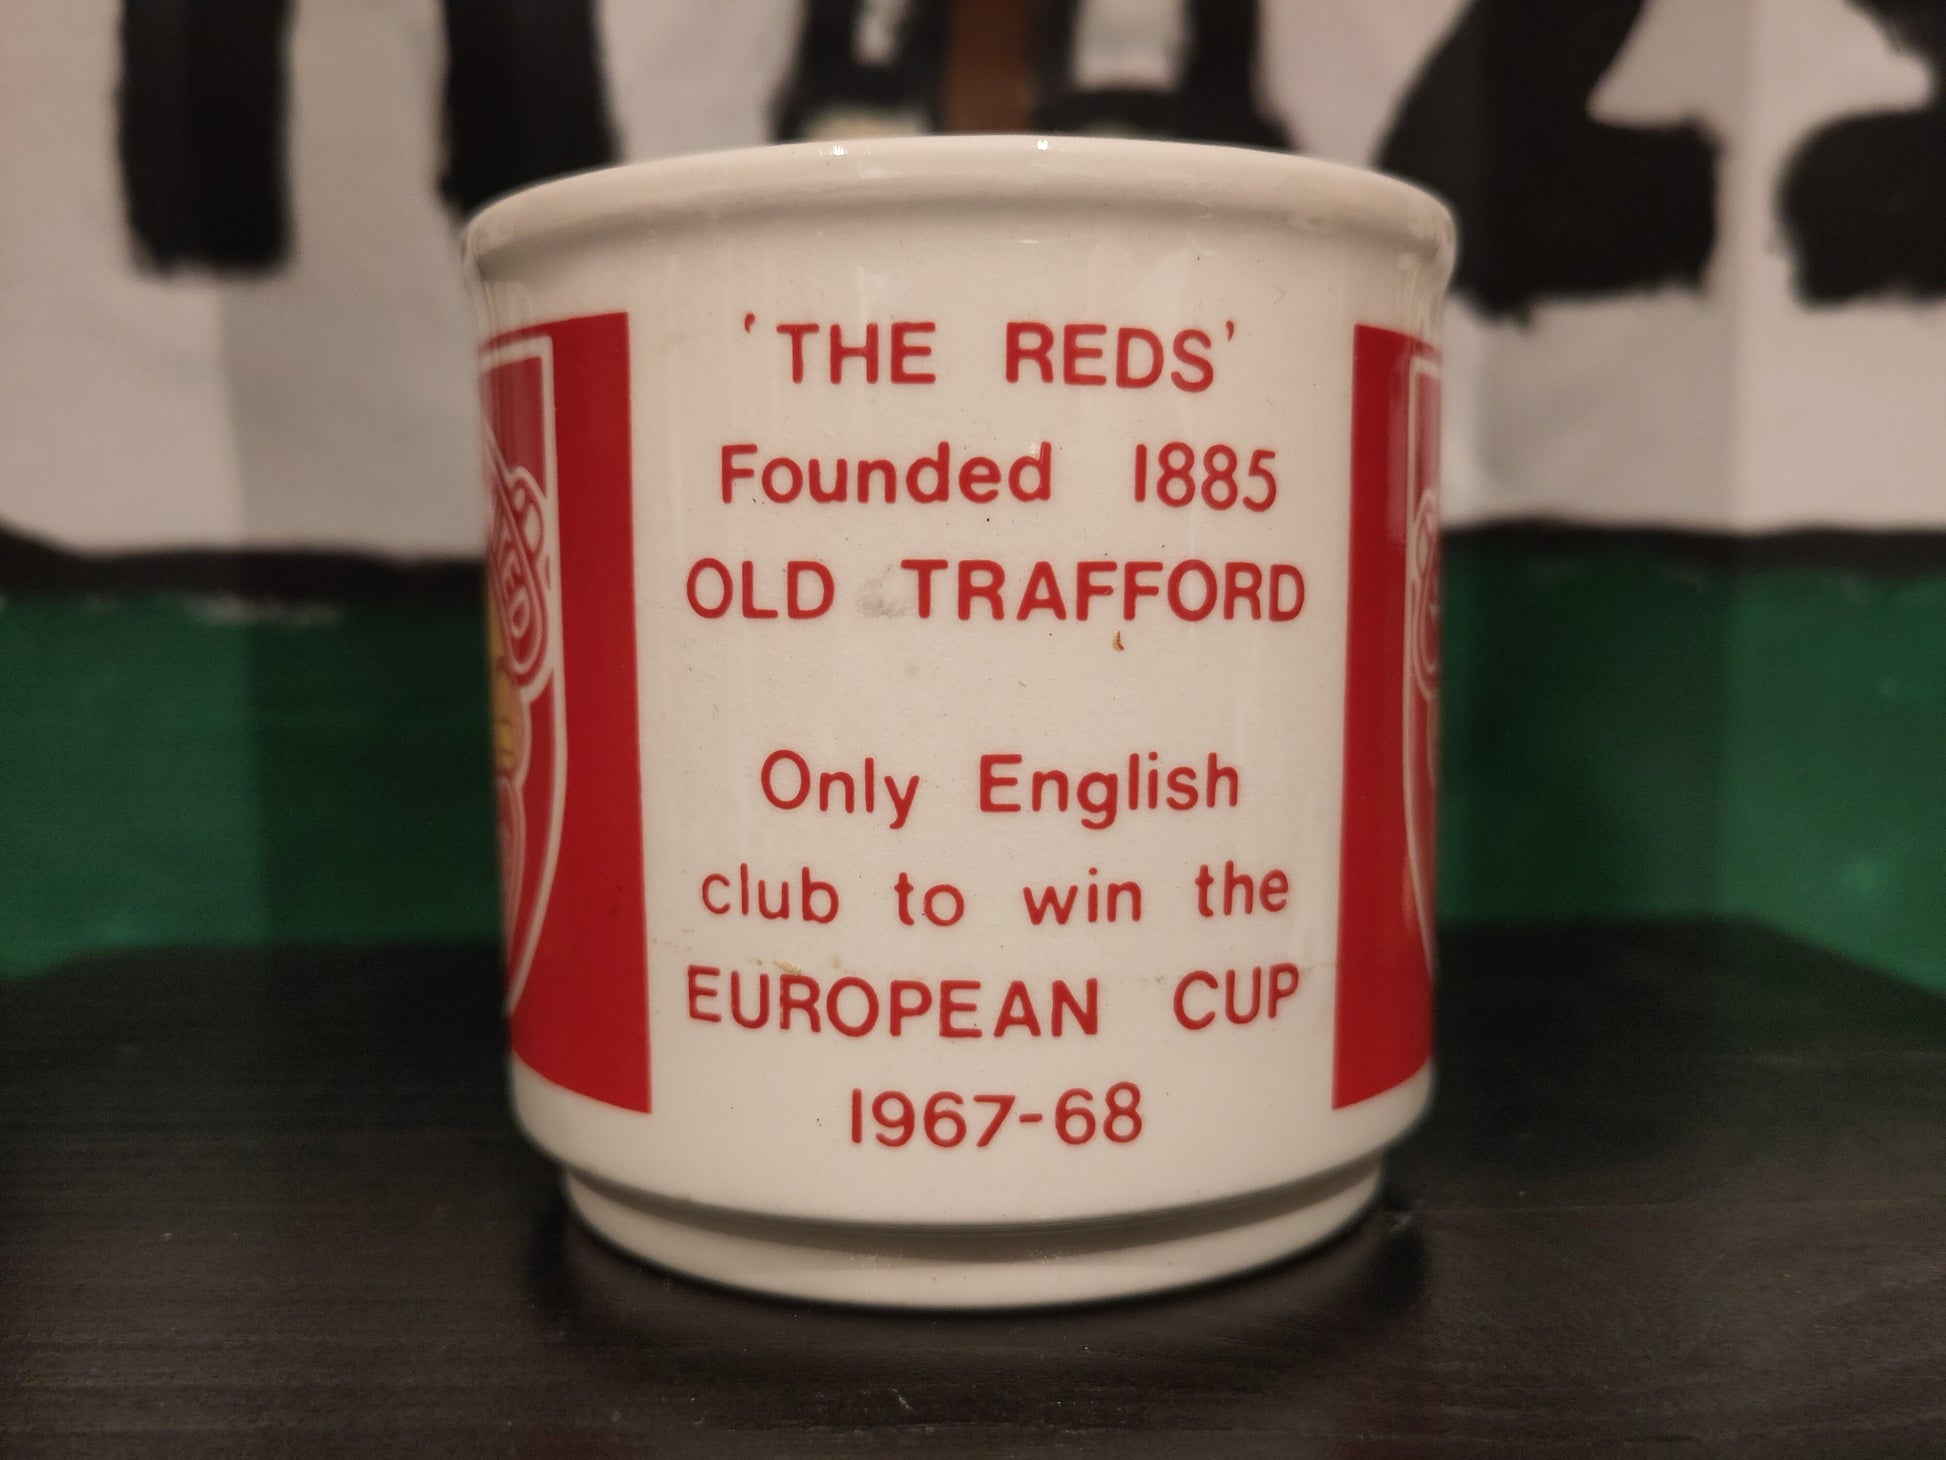 'THE REDS'
Founded 1885
OLD TRAFFORD
Only English
club to win the
EUROPEAN CUP
1967-68